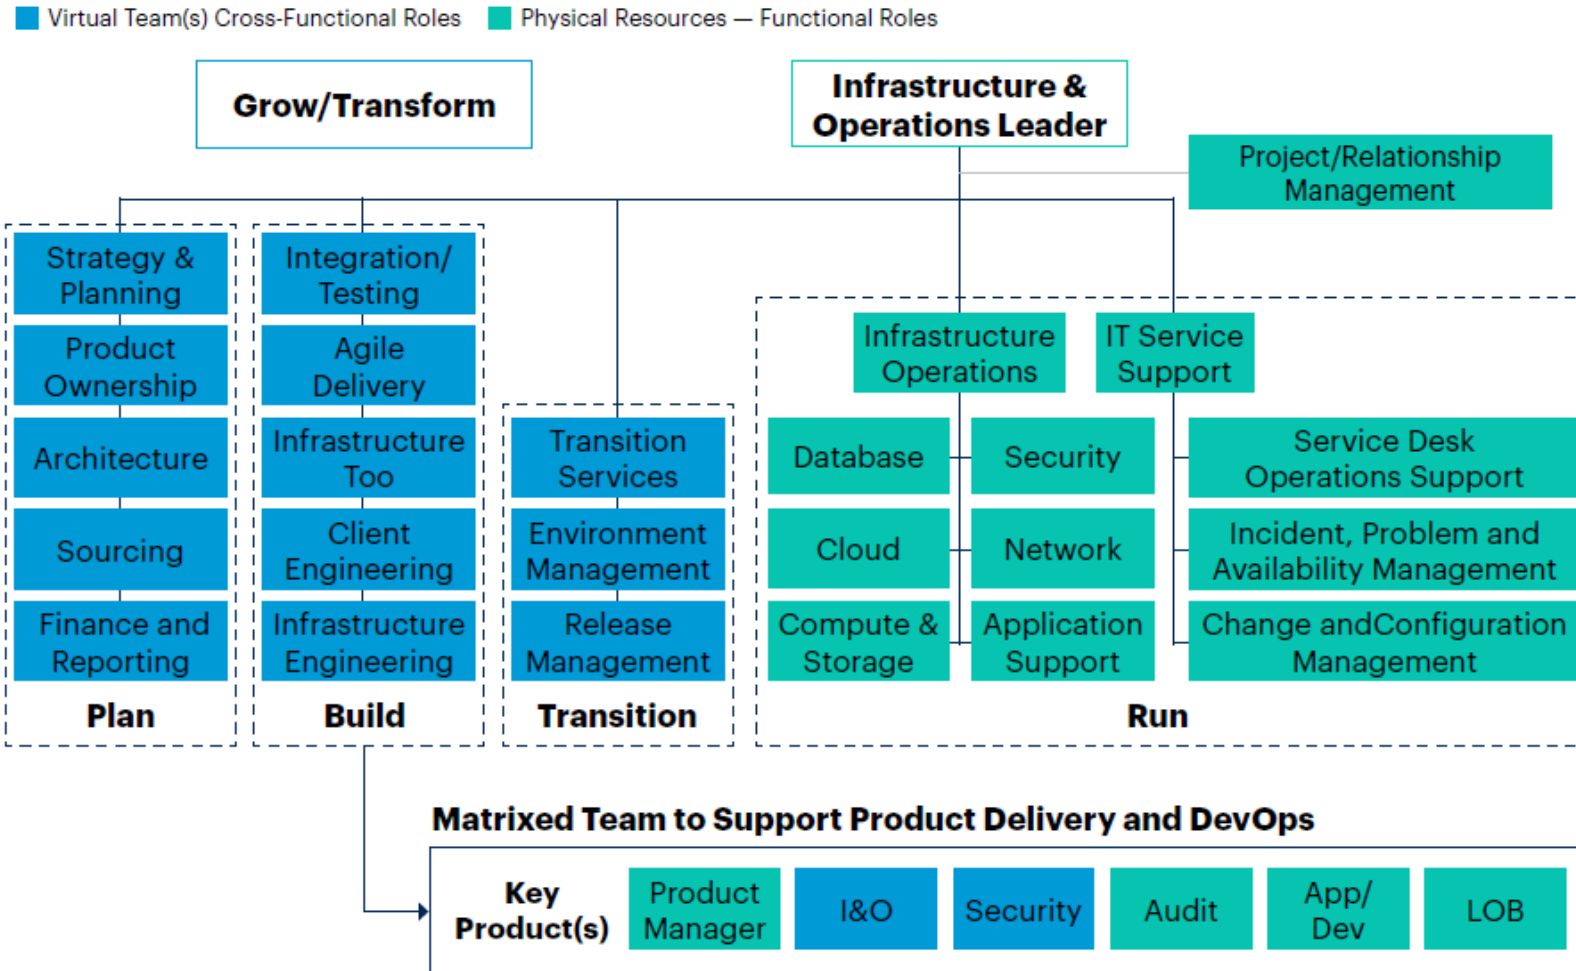 Virtual Team(s) Cross-Functional Roles
Physical Resources — Functional Roles
Grow/Transform
Infrastructure &
Operations Leader
Project/Relationship
Management
Strategy &
Planning
Product
Ownership
Architecture
Sourcing
Finance and
Reporting
Plan
Integration/
Testing
Agile
Delivery
Infrastructure
Too
Client
Engineering
Infrastructure
Engineering
Build
Transition
Services
Environment
Management
Release
Management
Transition
Infrastructure
Operations
Database
Security
Cloud
Network
Compute &
Storage
Application
Support
IT Service
Support
Service Desk
Operations Support
Incident, Problem and
Availability Management
Change andConfiguration
Management
Run
Matrixed Team to Support Product Delivery and DevOps
Key
Product(s)
Product
Manager
I&O
Security
Audit
App/
Dev
LOB